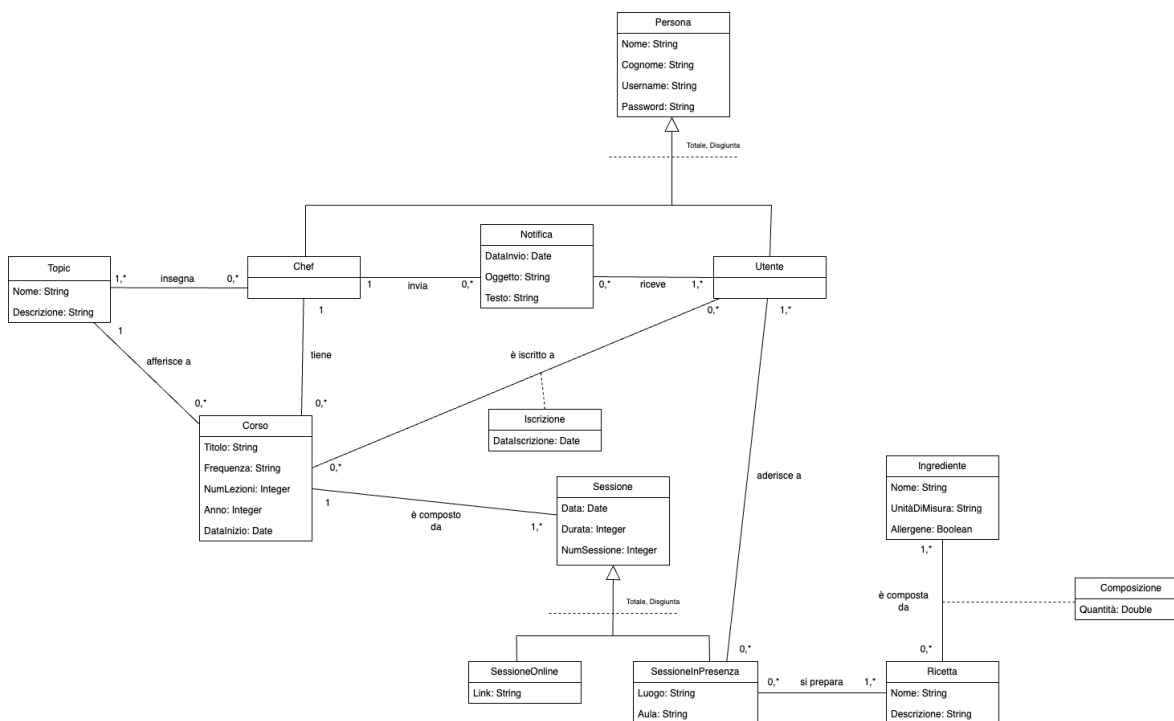 Persona
Nome: String
Cognome: String
Username: String
Password: String
Totale, Disgiunta
Topic
Nome: String
Descrizione: String
1,*
insegna
0,*
Chef
1
invia
0,*
Notifica
DataInvio: Date
Oggetto: String
Testo: String
0,*
riceve
1,*
Utente
1
afferisce a
0,*
1
tiene
0,*
0,*
è iscritto a
0,*
1,*
Iscrizione
DataIscrizione: Date
Corso
Titolo: String
Frequenza: String
NumLezioni: Integer
Anno: Integer
DataInizio: Date
1
è composto
da
1,*
Sessione
Data: Date
Durata: Integer
NumSessione: Integer
aderisce a
0,*
Totale, Disgiunta
Ingrediente
Nome: String
UnitàDiMisura: String
Allergene: Boolean
1,*
è composta
da
0,*
Composizione
Quantità: Double
SessioneOnline
Link: String
SessioneInPresenza
Luogo: String
Aula: String
0,*
si prepara
1,*
Ricetta
Nome: String
Descrizione: String